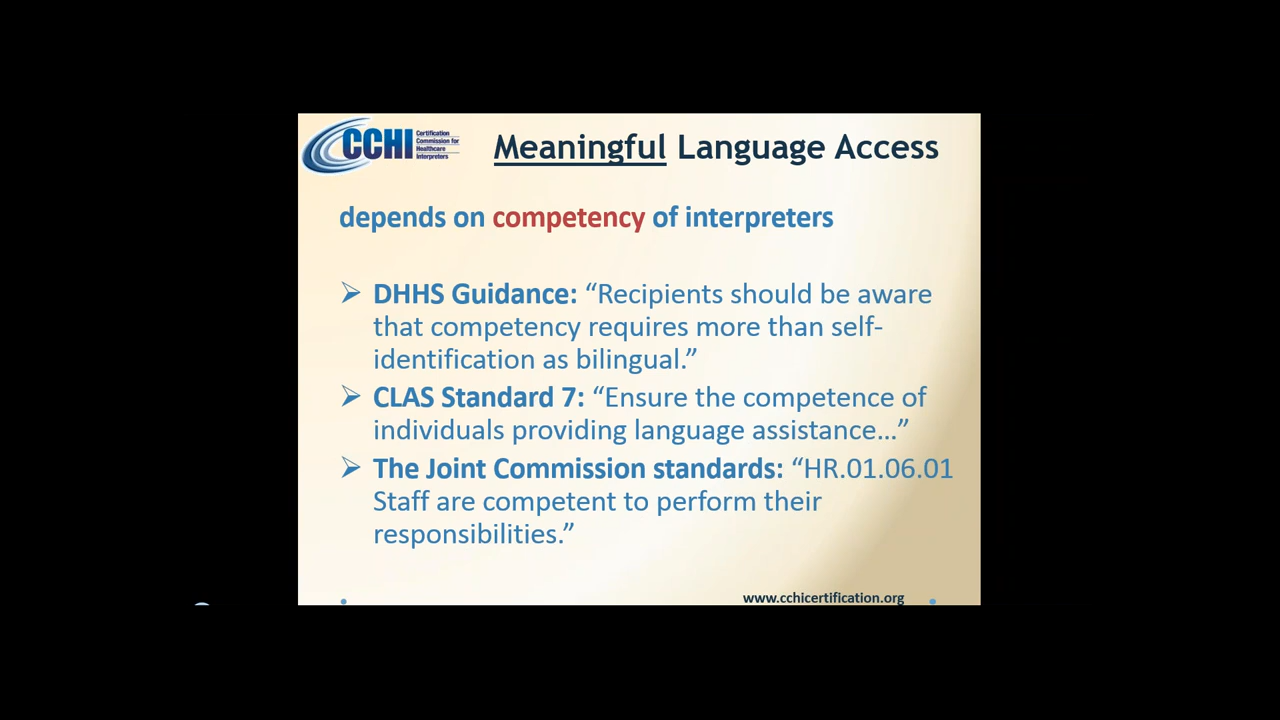 CCHI
Certification
Commission for
Healthcare
Interpreters
Meaningful Language Access
depends on competency of interpreters
DHHS Guidance: “Recipients should be aware
that competency requires more than self-
identification as bilingual.”
CLAS Standard 7: “Ensure the competence of
individuals providing language assistance…”
The Joint Commission standards: “HR.01.06.01
Staff are competent to perform their
responsibilities.”
www.cchicertification.org